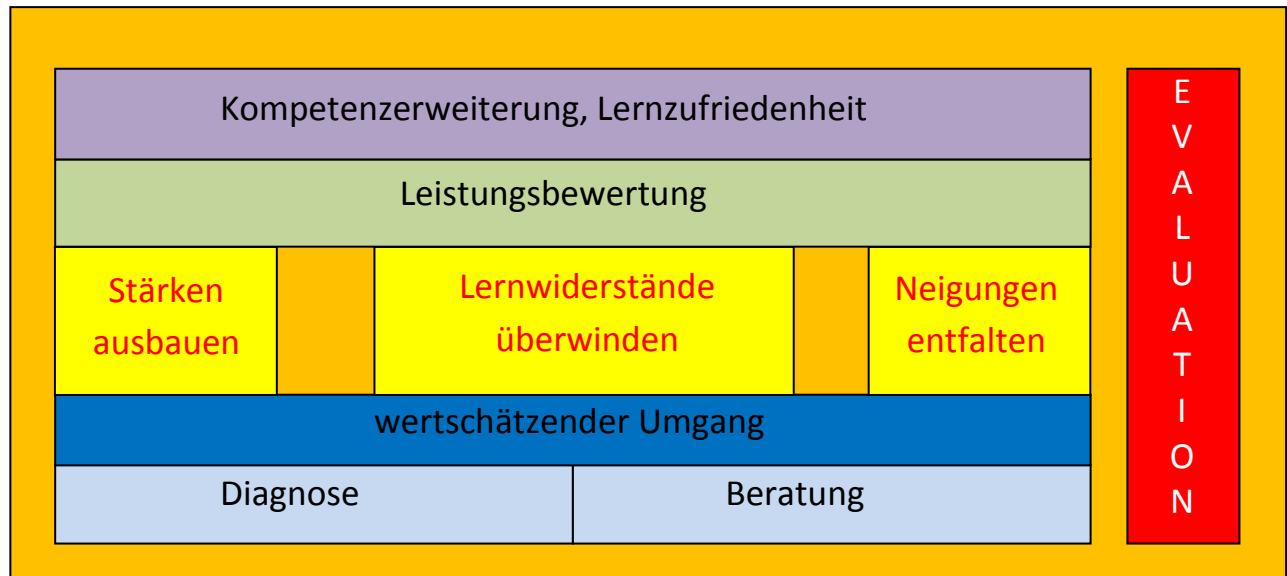 Kompetenzerweiterung, Lernzufriedenheit
Leistungsbewertung
Stärken
ausbauen
Lernwiderstände
überwinden
Neigungen
entfalten
wertschätzender Umgang
Diagnose
Beratung
E
V
A
L
U
A
T
I
O
N